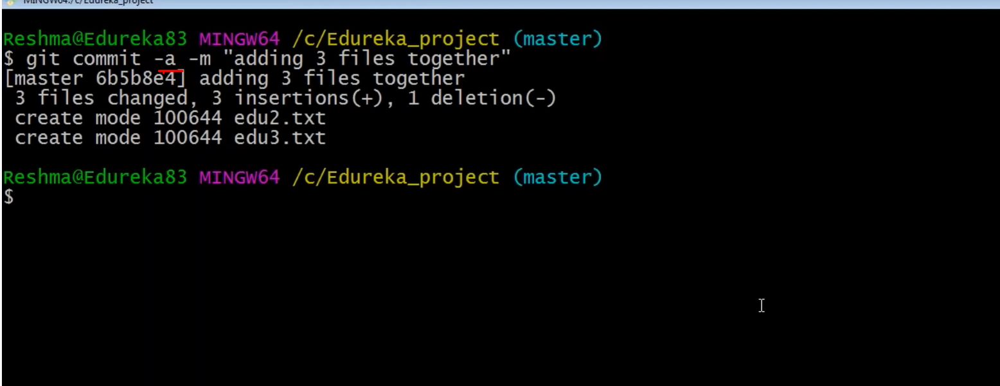 MINGW64:/c/Edureka_project
Reshma@Edureka83 MINGW64 /c/Edureka_project (master)
$ git commit -a -m "adding 3 files together"
[master 6b5b8e4] adding 3 files together
 3 files changed, 3 insertions(+), 1 deletion(-)
 create mode 100644 edu2.txt
 create mode 100644 edu3.txt
Reshma@Edureka83 MINGW64 /c/Edureka_project (master)
$